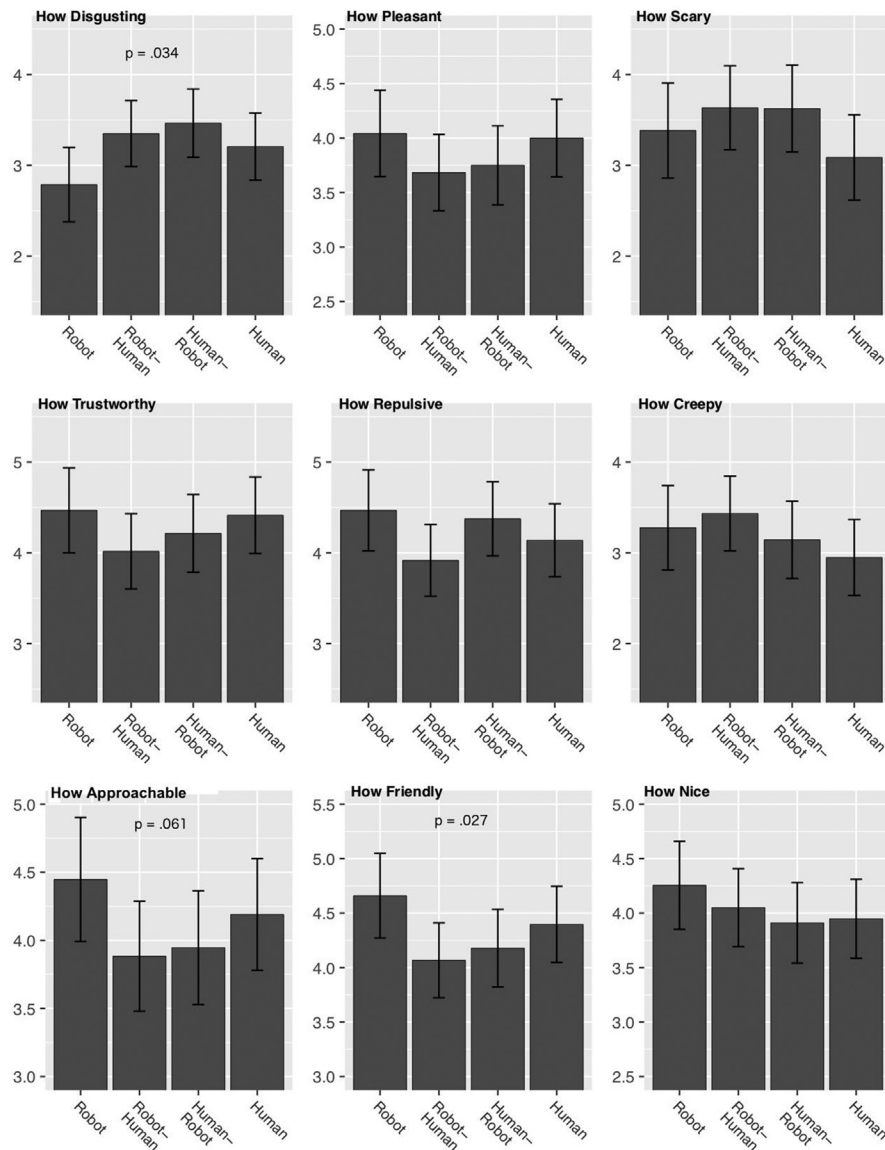 How Disgusting
p = .034
4
3
2
Robot
Robot–
Human
Human–
Robot
Human
How Pleasant
5.0
4.5
4.0
3.5
3.0
2.5
Robot
Robot–
Human
Human–
Robot
Human
How Scary
4
3
2
Robot
Robot–
Human
Human–
Robot
Human
How Trustworthy
5
4
3
Robot
Robot–
Human
Human–
Robot
Human
How Repulsive
5
4
3
Robot
Robot–
Human
Human–
Robot
Human
How Creepy
4
3
2
Robot
Robot–
Human
Human–
Robot
Human
How Approachable
p = .061
5.0
4.5
4.0
3.5
3.0
Robot
Robot–
Human
Human–
Robot
Human
How Friendly
p = .027
5.5
5.0
4.5
4.0
3.5
3.0
Robot
Robot–
Human
Human–
Robot
Human
How Nice
5.0
4.5
4.0
3.5
3.0
2.5
Robot
Robot–
Human
Human–
Robot
Human